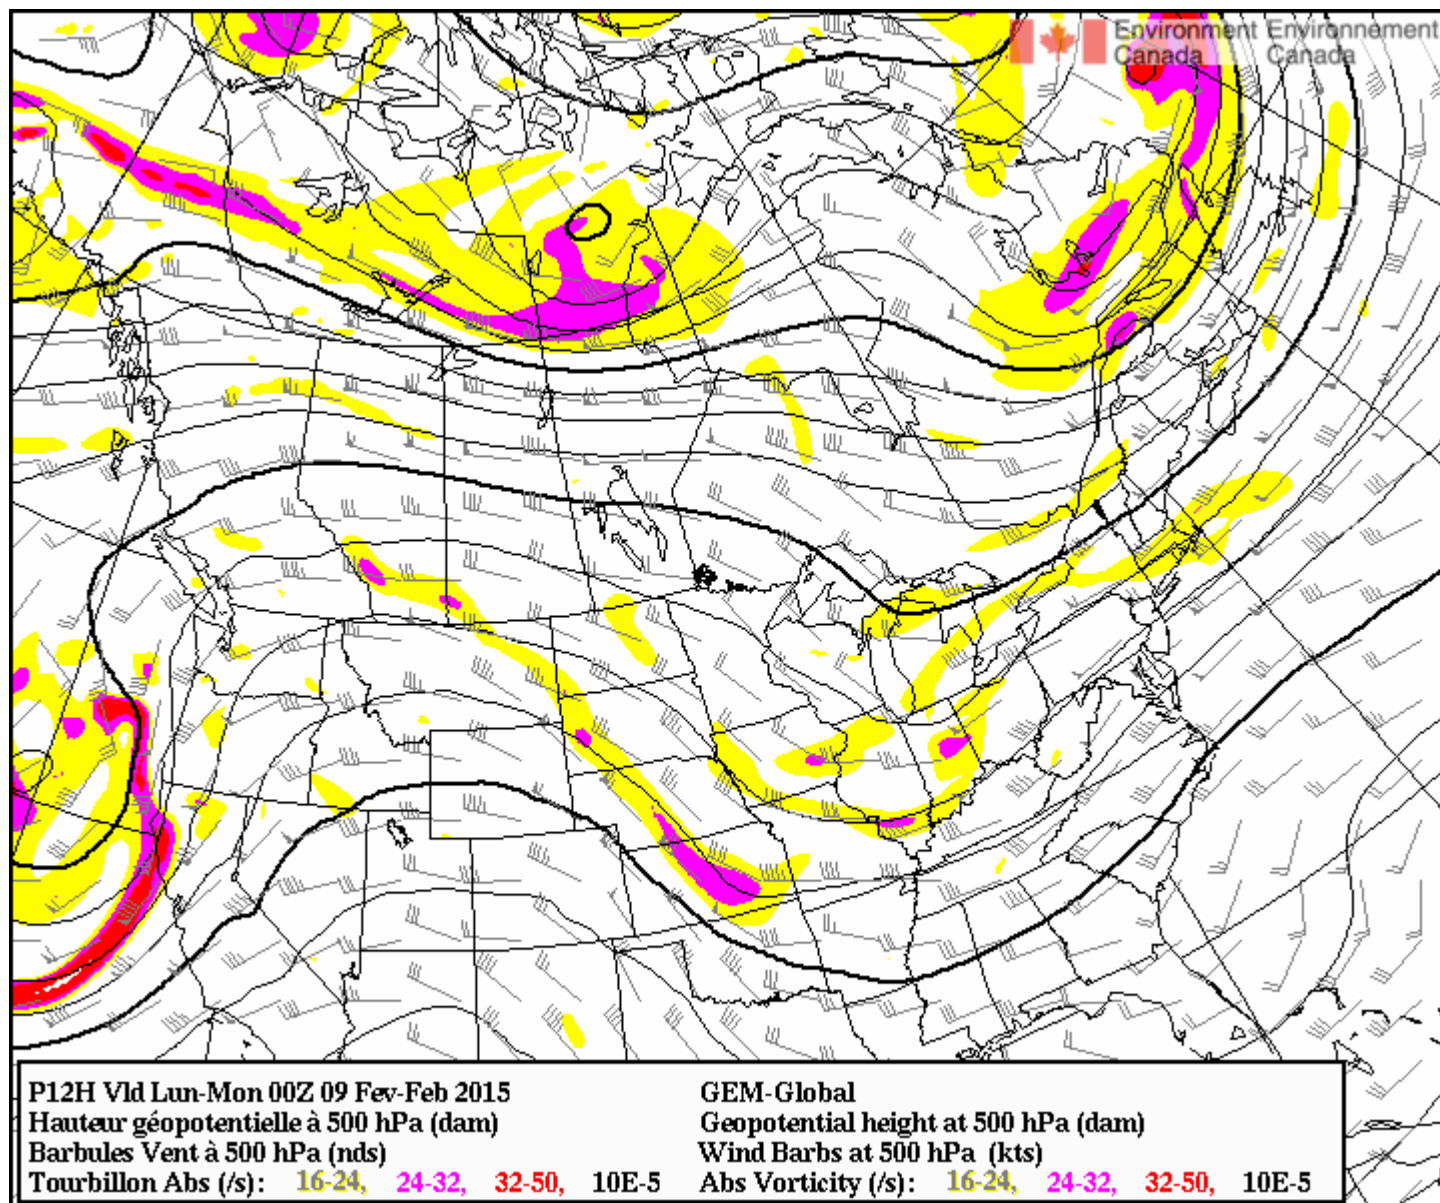 Environment Environnement
Canada Canada
P12H Vld Lun-Mon 00Z 09 Fev-Feb 2015 GEM-Global
Hauteur géopotentielle à 500 hPa (dam) Geopotential height at 500 hPa (dam)
Barbules Vent à 500 hPa (nds) Wind Barbs at 500 hPa (kts)
Tourbillon Abs (/s): 16-24, 24-32, 32-50, 10E-5 Abs Vorticity (/s): 16-24, 24-32, 32-50, 10E-5